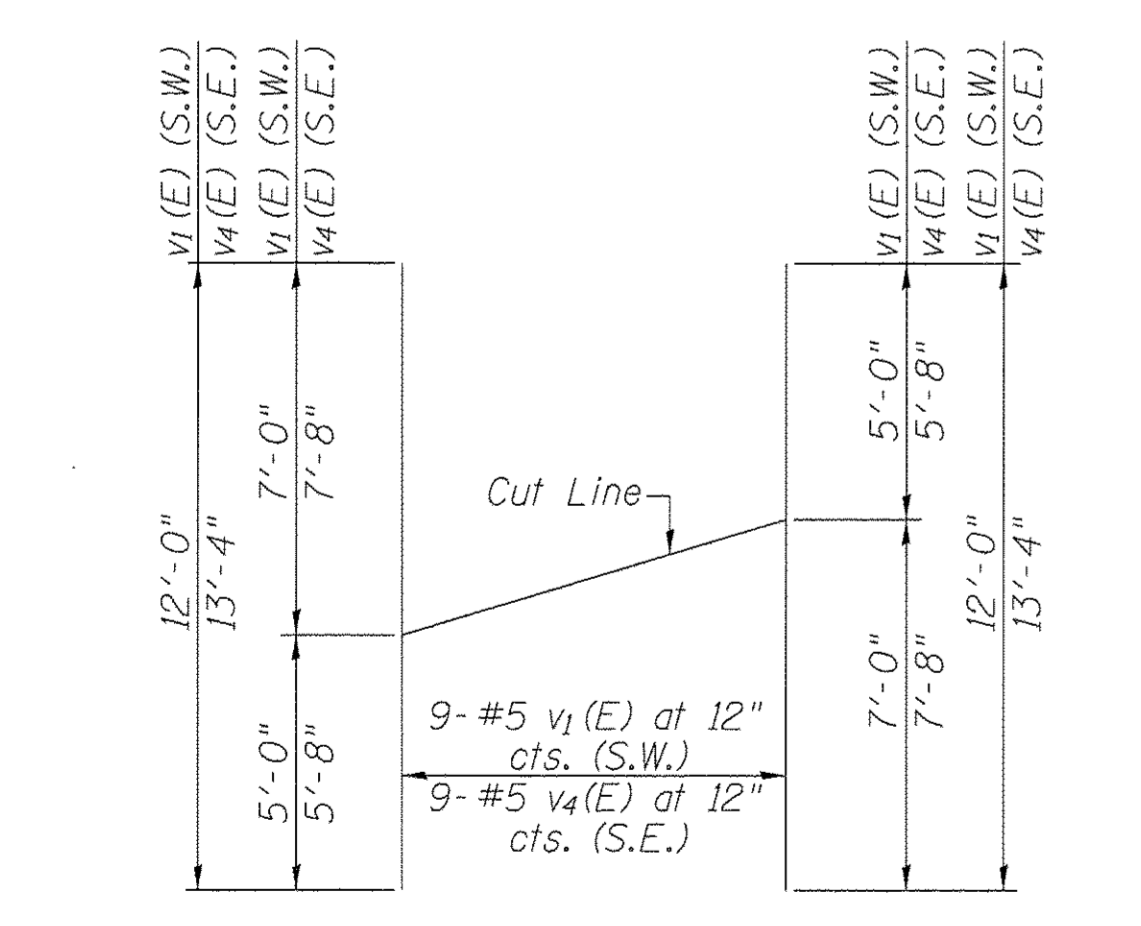 v1(E) (S.W.)
v4(E) (S.E.)
v1(E) (S.W.)
v4(E) (S.E.)
v1(E) (S.W.)
v4(E) (S.E.)
v1(E) (S.W.)
v4(E) (S.E.)
12'-0"
13'-4"
7'-0"
7'-8"
5'-0"
5'-8"
Cut Line
9-#5 v1(E) at 12"
cts. (S.W.)
9-#5 v4(E) at 12"
cts. (S.E.)
5'-0"
5'-8"
7'-0"
7'-8"
12'-0"
13'-4"